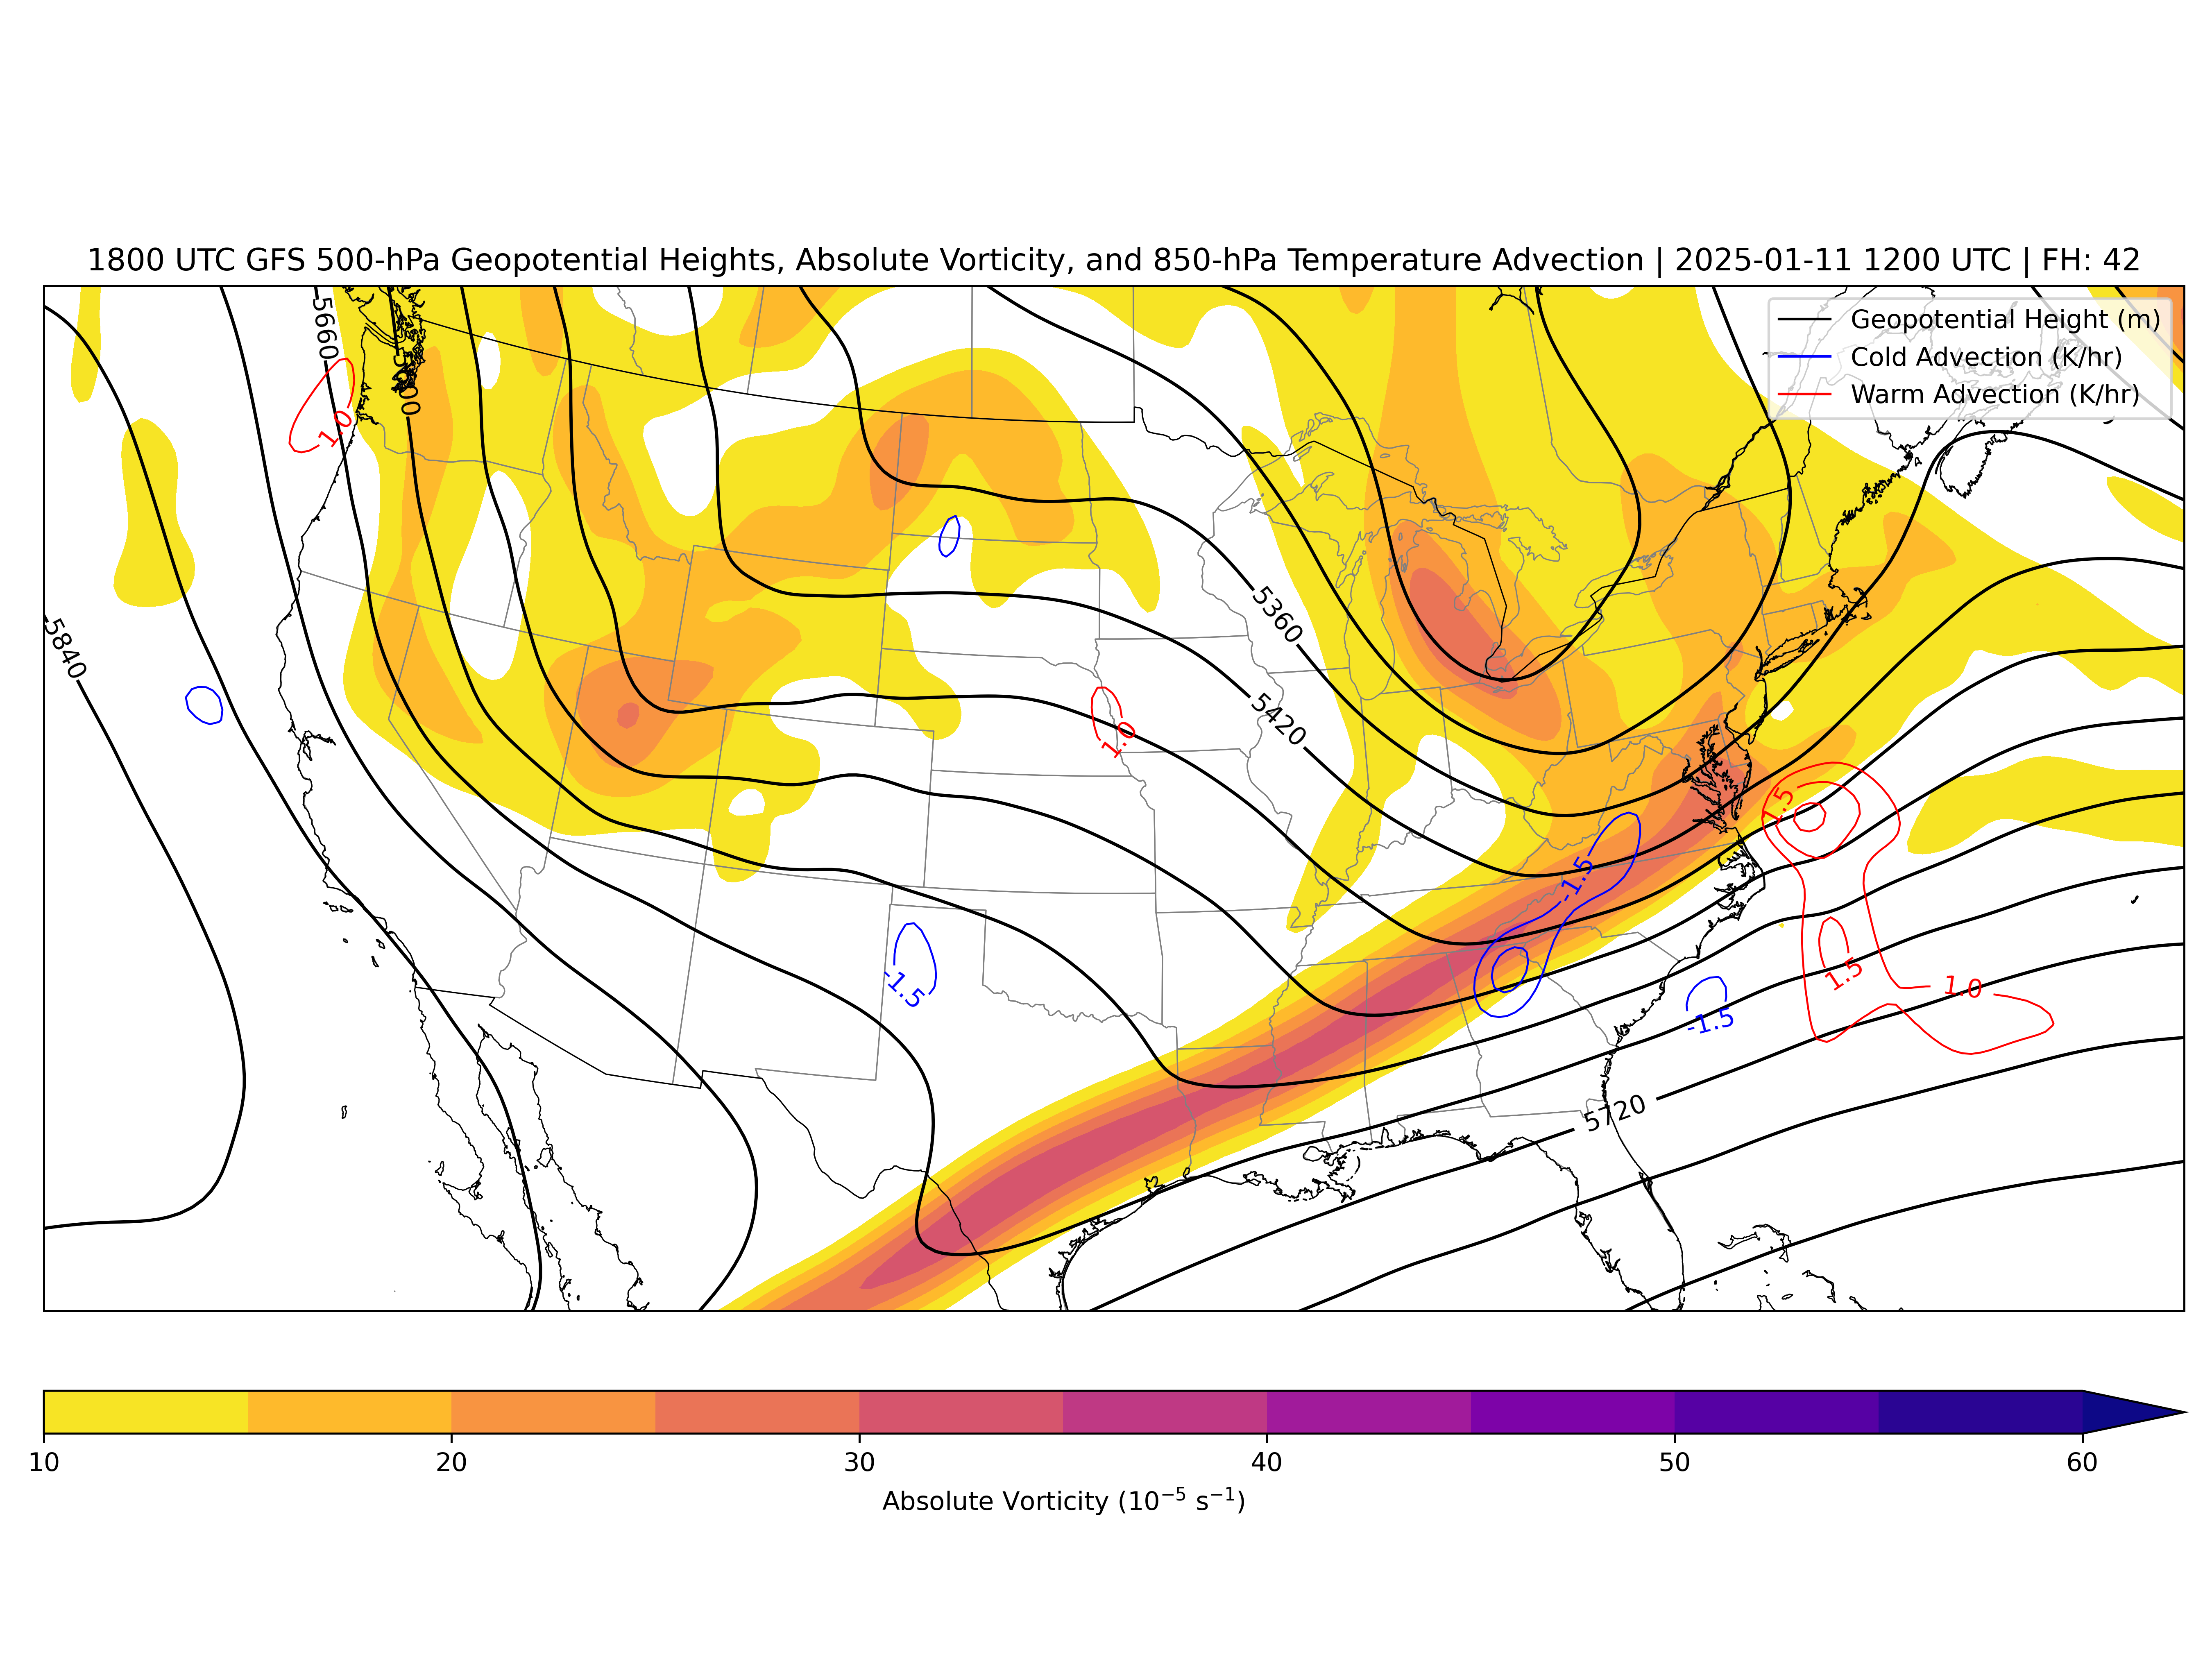 1800 UTC GFS 500-hPa Geopotential Heights, Absolute Vorticity, and 850-hPa Temperature Advection | 2025-01-11 1200 UTC | FH: 42
Geopotential Height (m)
Cold Advection (K/hr)
Warm Advection (K/hr)
5660
1.0
5840
5360
5420
1.0
1.5
-1.5
-1.5
1.5
1.0
-1.5
5720
10 20 30 40 50 60
Absolute Vorticity (10⁻⁵ s⁻¹)